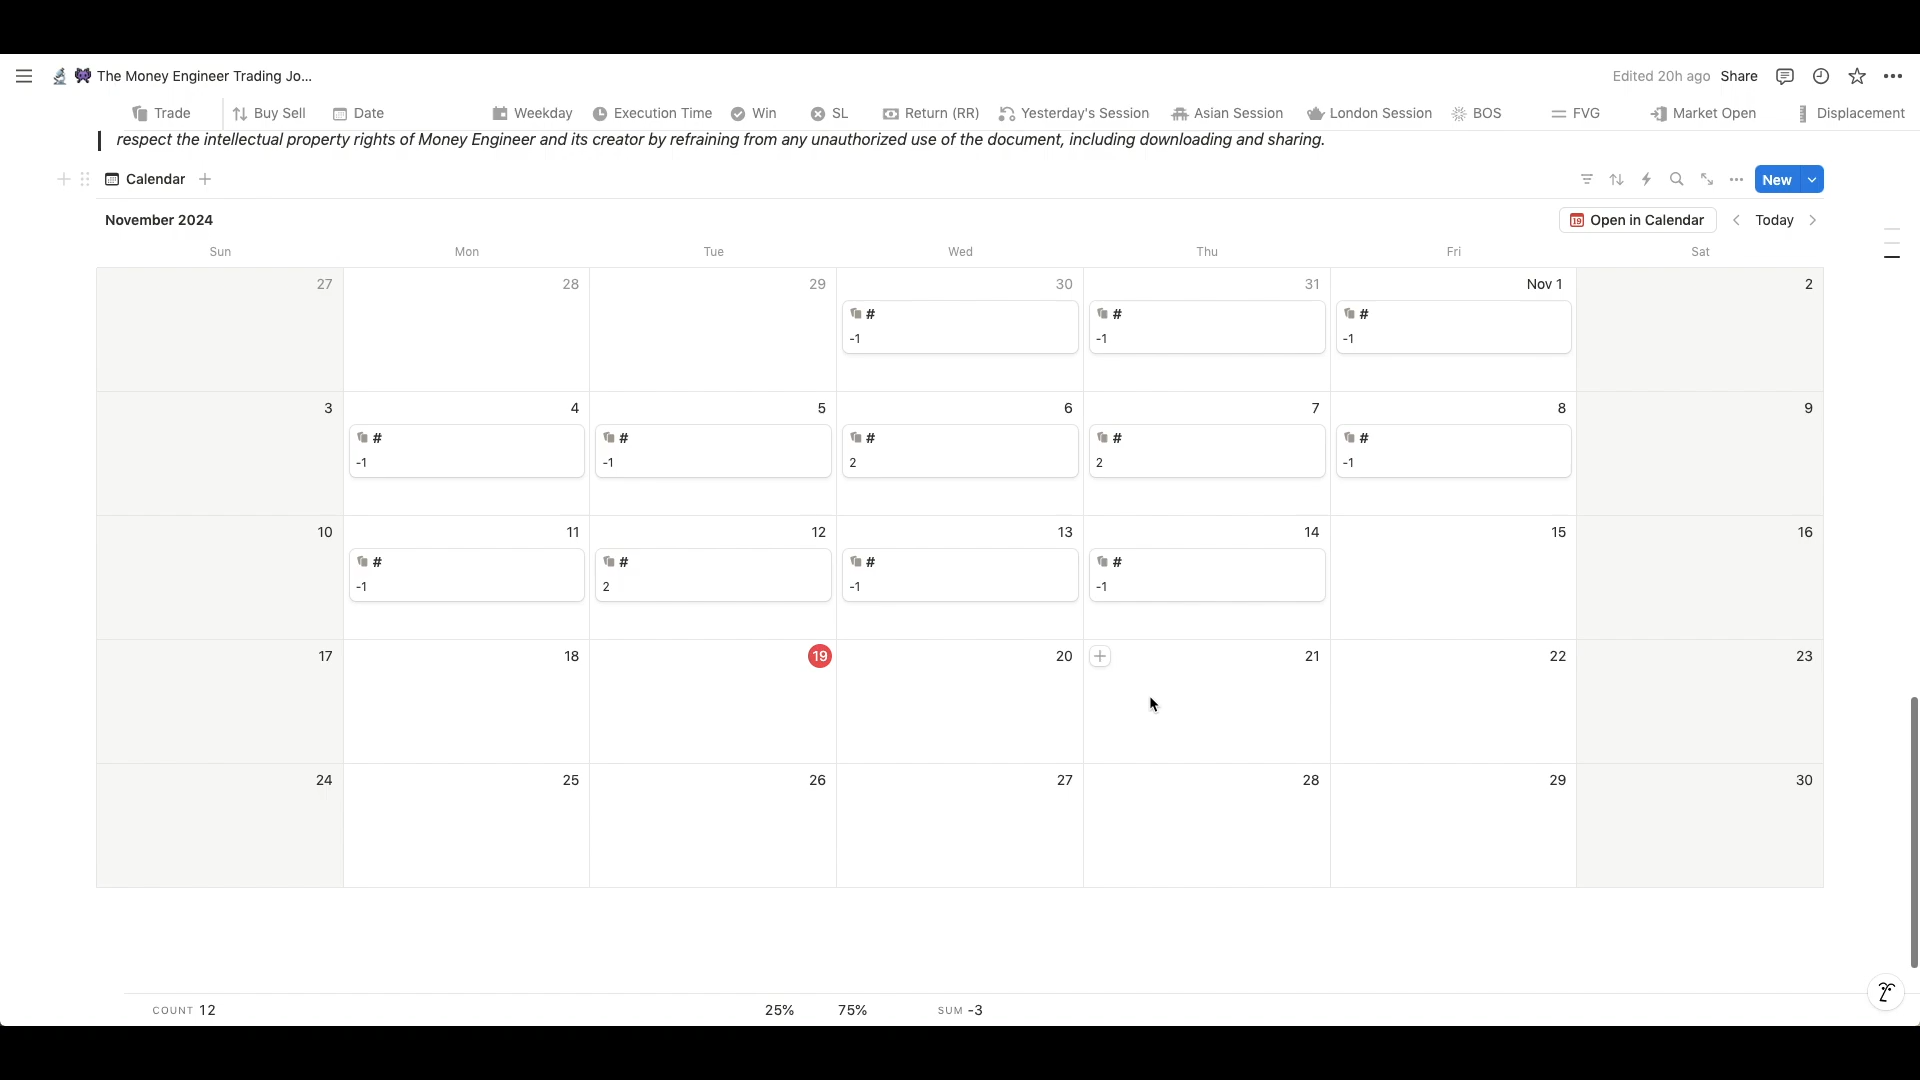 The Money Engineer Trading Jo...
Edited 20h ago Share
Trade Buy Sell Date Weekday Execution Time Win SL Return (RR) Yesterday's Session Asian Session London Session BOS FVG Market Open Displacement
respect the intellectual property rights of Money Engineer and its creator by refraining from any unauthorized use of the document, including downloading and sharing.
Calendar
New
November 2024
19 Open in Calendar Today
Sun Mon Tue Wed Thu Fri Sat
27 28 29 30 31 Nov 1 2
# # #
-1 -1 -1
3 4 5 6 7 8 9
# # # # #
-1 -1 2 2 -1
10 11 12 13 14 15 16
# # # #
-1 2 -1 -1
17 18 19 20 21 22 23
24 25 26 27 28 29 30
COUNT 12 25% 75% SUM -3